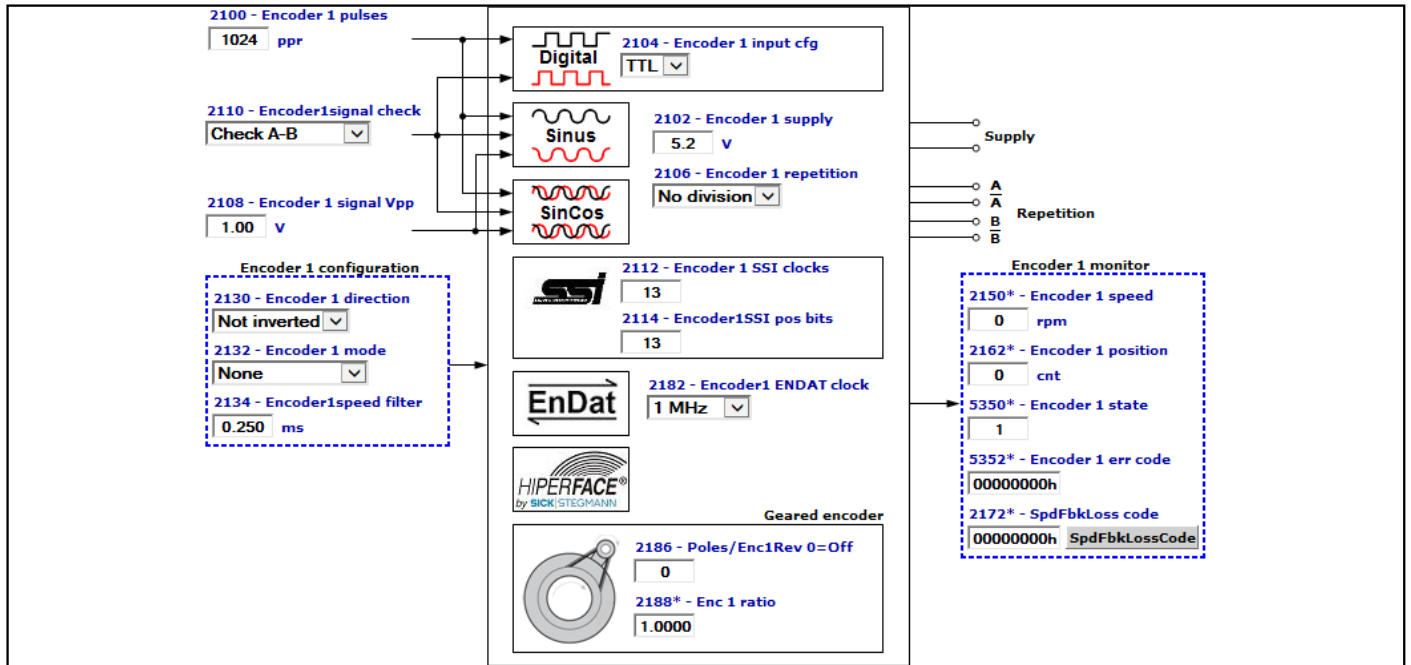 2100 - Encoder 1 pulses
1024 ppr
2110 - Encoder1signal check
Check A-B
2108 - Encoder 1 signal Vpp
1.00 V
Encoder 1 configuration
2130 - Encoder 1 direction
Not inverted
2132 - Encoder 1 mode
None
2134 - Encoder1speed filter
0.250 ms
Digital
2104 - Encoder 1 input cfg
TTL
Sinus
2102 - Encoder 1 supply
5.2 V
2106 - Encoder 1 repetition
No division
SinCos
ssi
2112 - Encoder 1 SSI clocks
13
2114 - Encoder1SSI pos bits
13
EnDat
2182 - Encoder1 ENDAT clock
1 MHz
HIPERFACE®
by SICK|STEGMANN
Geared encoder
2186 - Poles/Enc1Rev 0=Off
0
2188* - Enc 1 ratio
1.0000
Supply
A
A̅
B
B̅
Repetition
Encoder 1 monitor
2150* - Encoder 1 speed
0 rpm
2162* - Encoder 1 position
0 cnt
5350* - Encoder 1 state
1
5352* - Encoder 1 err code
00000000h
2172* - SpdFbkLoss code
00000000h SpdFbkLossCode